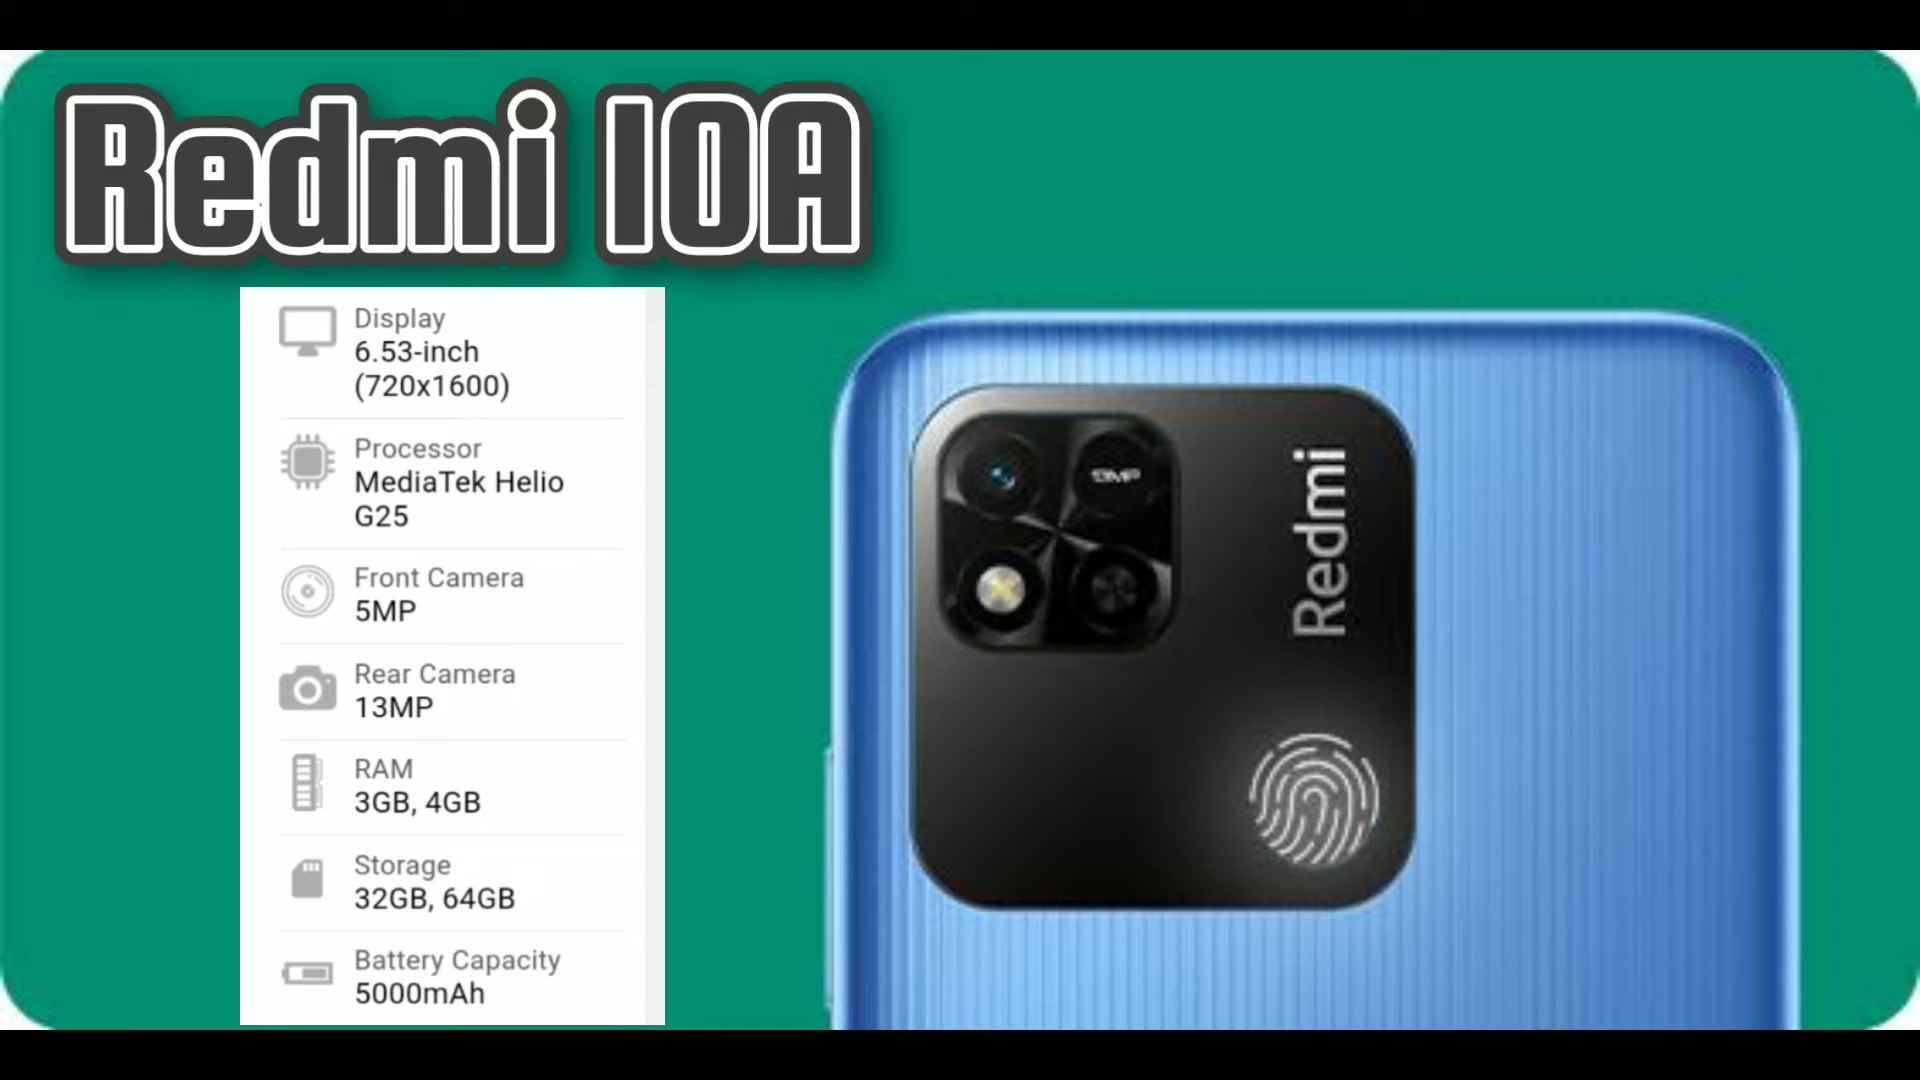 Redmi 10A
Display
6.53-inch
(720x1600)
Processor
MediaTek Helio
G25
Front Camera
5MP
Rear Camera
13MP
RAM
3GB, 4GB
Storage
32GB, 64GB
Battery Capacity
5000mAh
Redmi